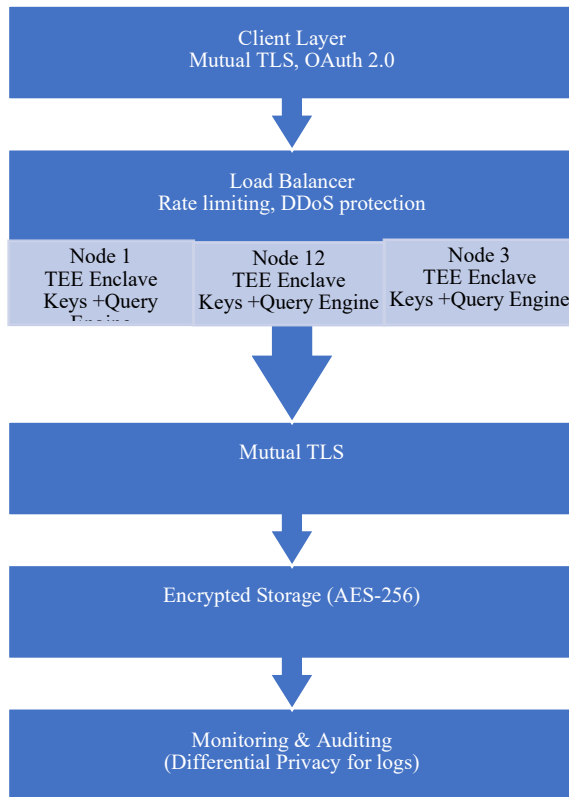 Client Layer
Mutual TLS, OAuth 2.0
Load Balancer
Rate limiting, DDoS protection
Node 1
TEE Enclave
Keys +Query
Engine
Node 12
TEE Enclave
Keys +Query Engine
Node 3
TEE Enclave
Keys +Query Engine
Mutual TLS
Encrypted Storage (AES-256)
Monitoring & Auditing
(Differential Privacy for logs)